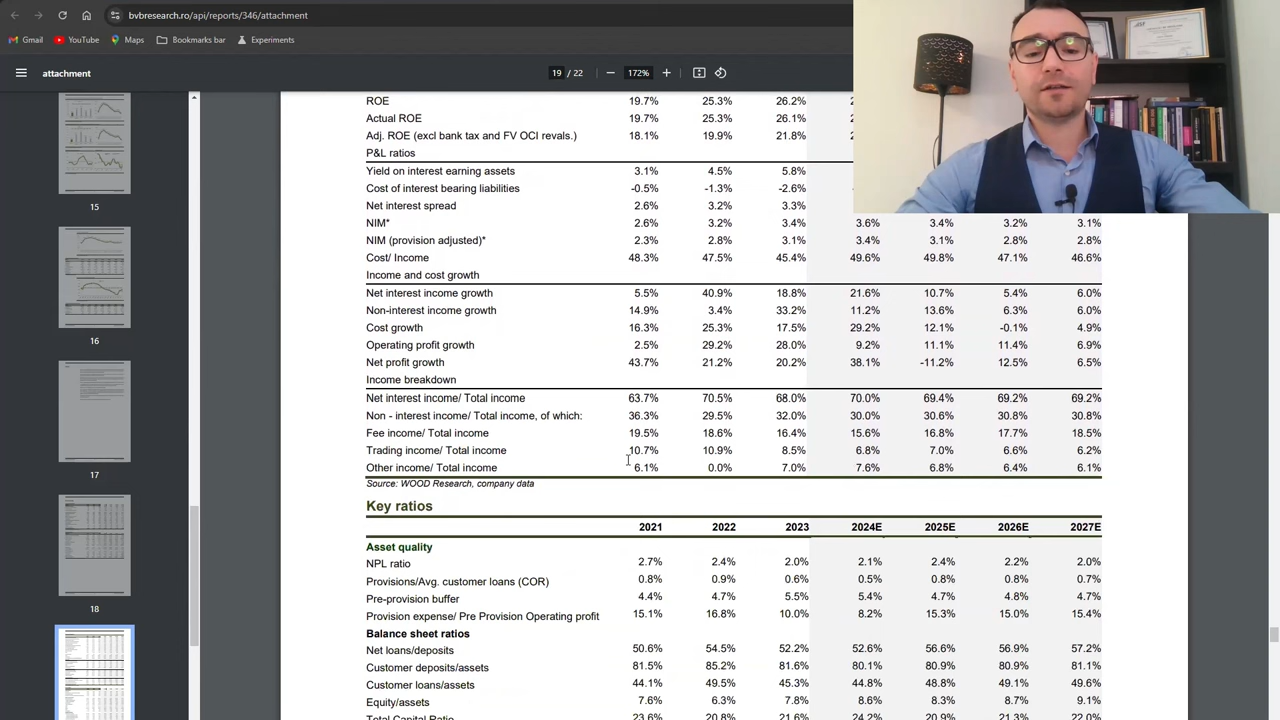 bvbresearch.ro/api/reports/346/attachment
Gmail YouTube Maps Bookmarks bar Experiments
attachment 19 / 22 172%
ROE 19.7% 25.3% 26.2%
Actual ROE 19.7% 25.3% 26.1%
Adj. ROE (excl bank tax and FV OCI revals.) 18.1% 19.9% 21.8%
P&L ratios
Yield on interest earning assets 3.1% 4.5% 5.8%
Cost of interest bearing liabilities -0.5% -1.3% -2.6%
Net interest spread 2.6% 3.2% 3.3%
NIM* 2.6% 3.2% 3.4% 3.6% 3.4% 3.2% 3.1%
NIM (provision adjusted)* 2.3% 2.8% 3.1% 3.4% 3.1% 2.8% 2.8%
Cost/ Income 48.3% 47.5% 45.4% 49.6% 49.8% 47.1% 46.6%
Income and cost growth
Net interest income growth 5.5% 40.9% 18.8% 21.6% 10.7% 5.4% 6.0%
Non-interest income growth 14.9% 3.4% 33.2% 11.2% 13.6% 6.3% 6.0%
Cost growth 16.3% 25.3% 17.5% 29.2% 12.1% -0.1% 4.9%
Operating profit growth 2.5% 29.2% 28.0% 9.2% 11.1% 11.4% 6.9%
Net profit growth 43.7% 21.2% 20.2% 38.1% -11.2% 12.5% 6.5%
Income breakdown
Net interest income/ Total income 63.7% 70.5% 68.0% 70.0% 69.4% 69.2% 69.2%
Non - interest income/ Total income, of which: 36.3% 29.5% 32.0% 30.0% 30.6% 30.8% 30.8%
Fee income/ Total income 19.5% 18.6% 16.4% 15.6% 16.8% 17.7% 18.5%
Trading income/ Total income 10.7% 10.9% 8.5% 6.8% 7.0% 6.6% 6.2%
Other income/ Total income 6.1% 0.0% 7.0% 7.6% 6.8% 6.4% 6.1%
Source: WOOD Research, company data
Key ratios
2021 2022 2023 2024E 2025E 2026E 2027E
Asset quality
NPL ratio 2.7% 2.4% 2.0% 2.1% 2.4% 2.2% 2.0%
Provisions/Avg. customer loans (COR) 0.8% 0.9% 0.6% 0.5% 0.8% 0.8% 0.7%
Pre-provision buffer 4.4% 4.7% 5.5% 5.4% 4.7% 4.8% 4.7%
Provision expense/ Pre Provision Operating profit 15.1% 16.8% 10.0% 8.2% 15.3% 15.0% 15.4%
Balance sheet ratios
Net loans/deposits 50.6% 54.5% 52.2% 52.6% 56.6% 56.9% 57.2%
Customer deposits/assets 81.5% 85.2% 81.6% 80.1% 80.9% 80.9% 81.1%
Customer loans/assets 44.1% 49.5% 45.3% 44.8% 48.8% 49.1% 49.6%
Equity/assets 7.6% 6.3% 7.8% 8.6% 8.3% 8.7% 9.1%
Total Capital Ratio 23.6% 20.8% 21.6% 24.2% 20.9% 21.3% 22.0%
15
16
17
18